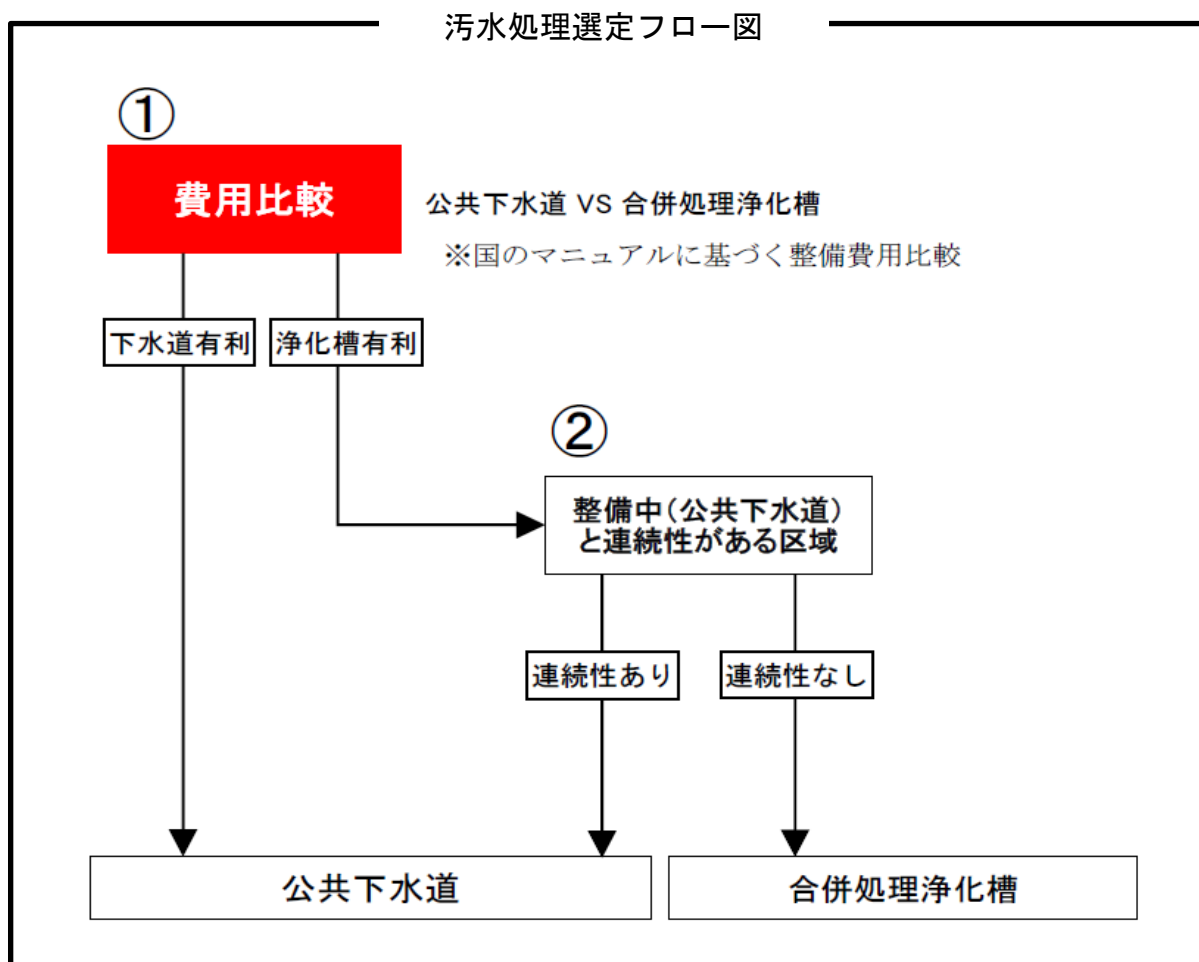 汚水処理選定フロー図
①
費用比較
公共下水道 VS 合併処理浄化槽
※国のマニュアルに基づく整備費用比較
下水道有利
浄化槽有利
②
整備中(公共下水道)
と連続性がある区域
連続性あり
連続性なし
公共下水道
合併処理浄化槽